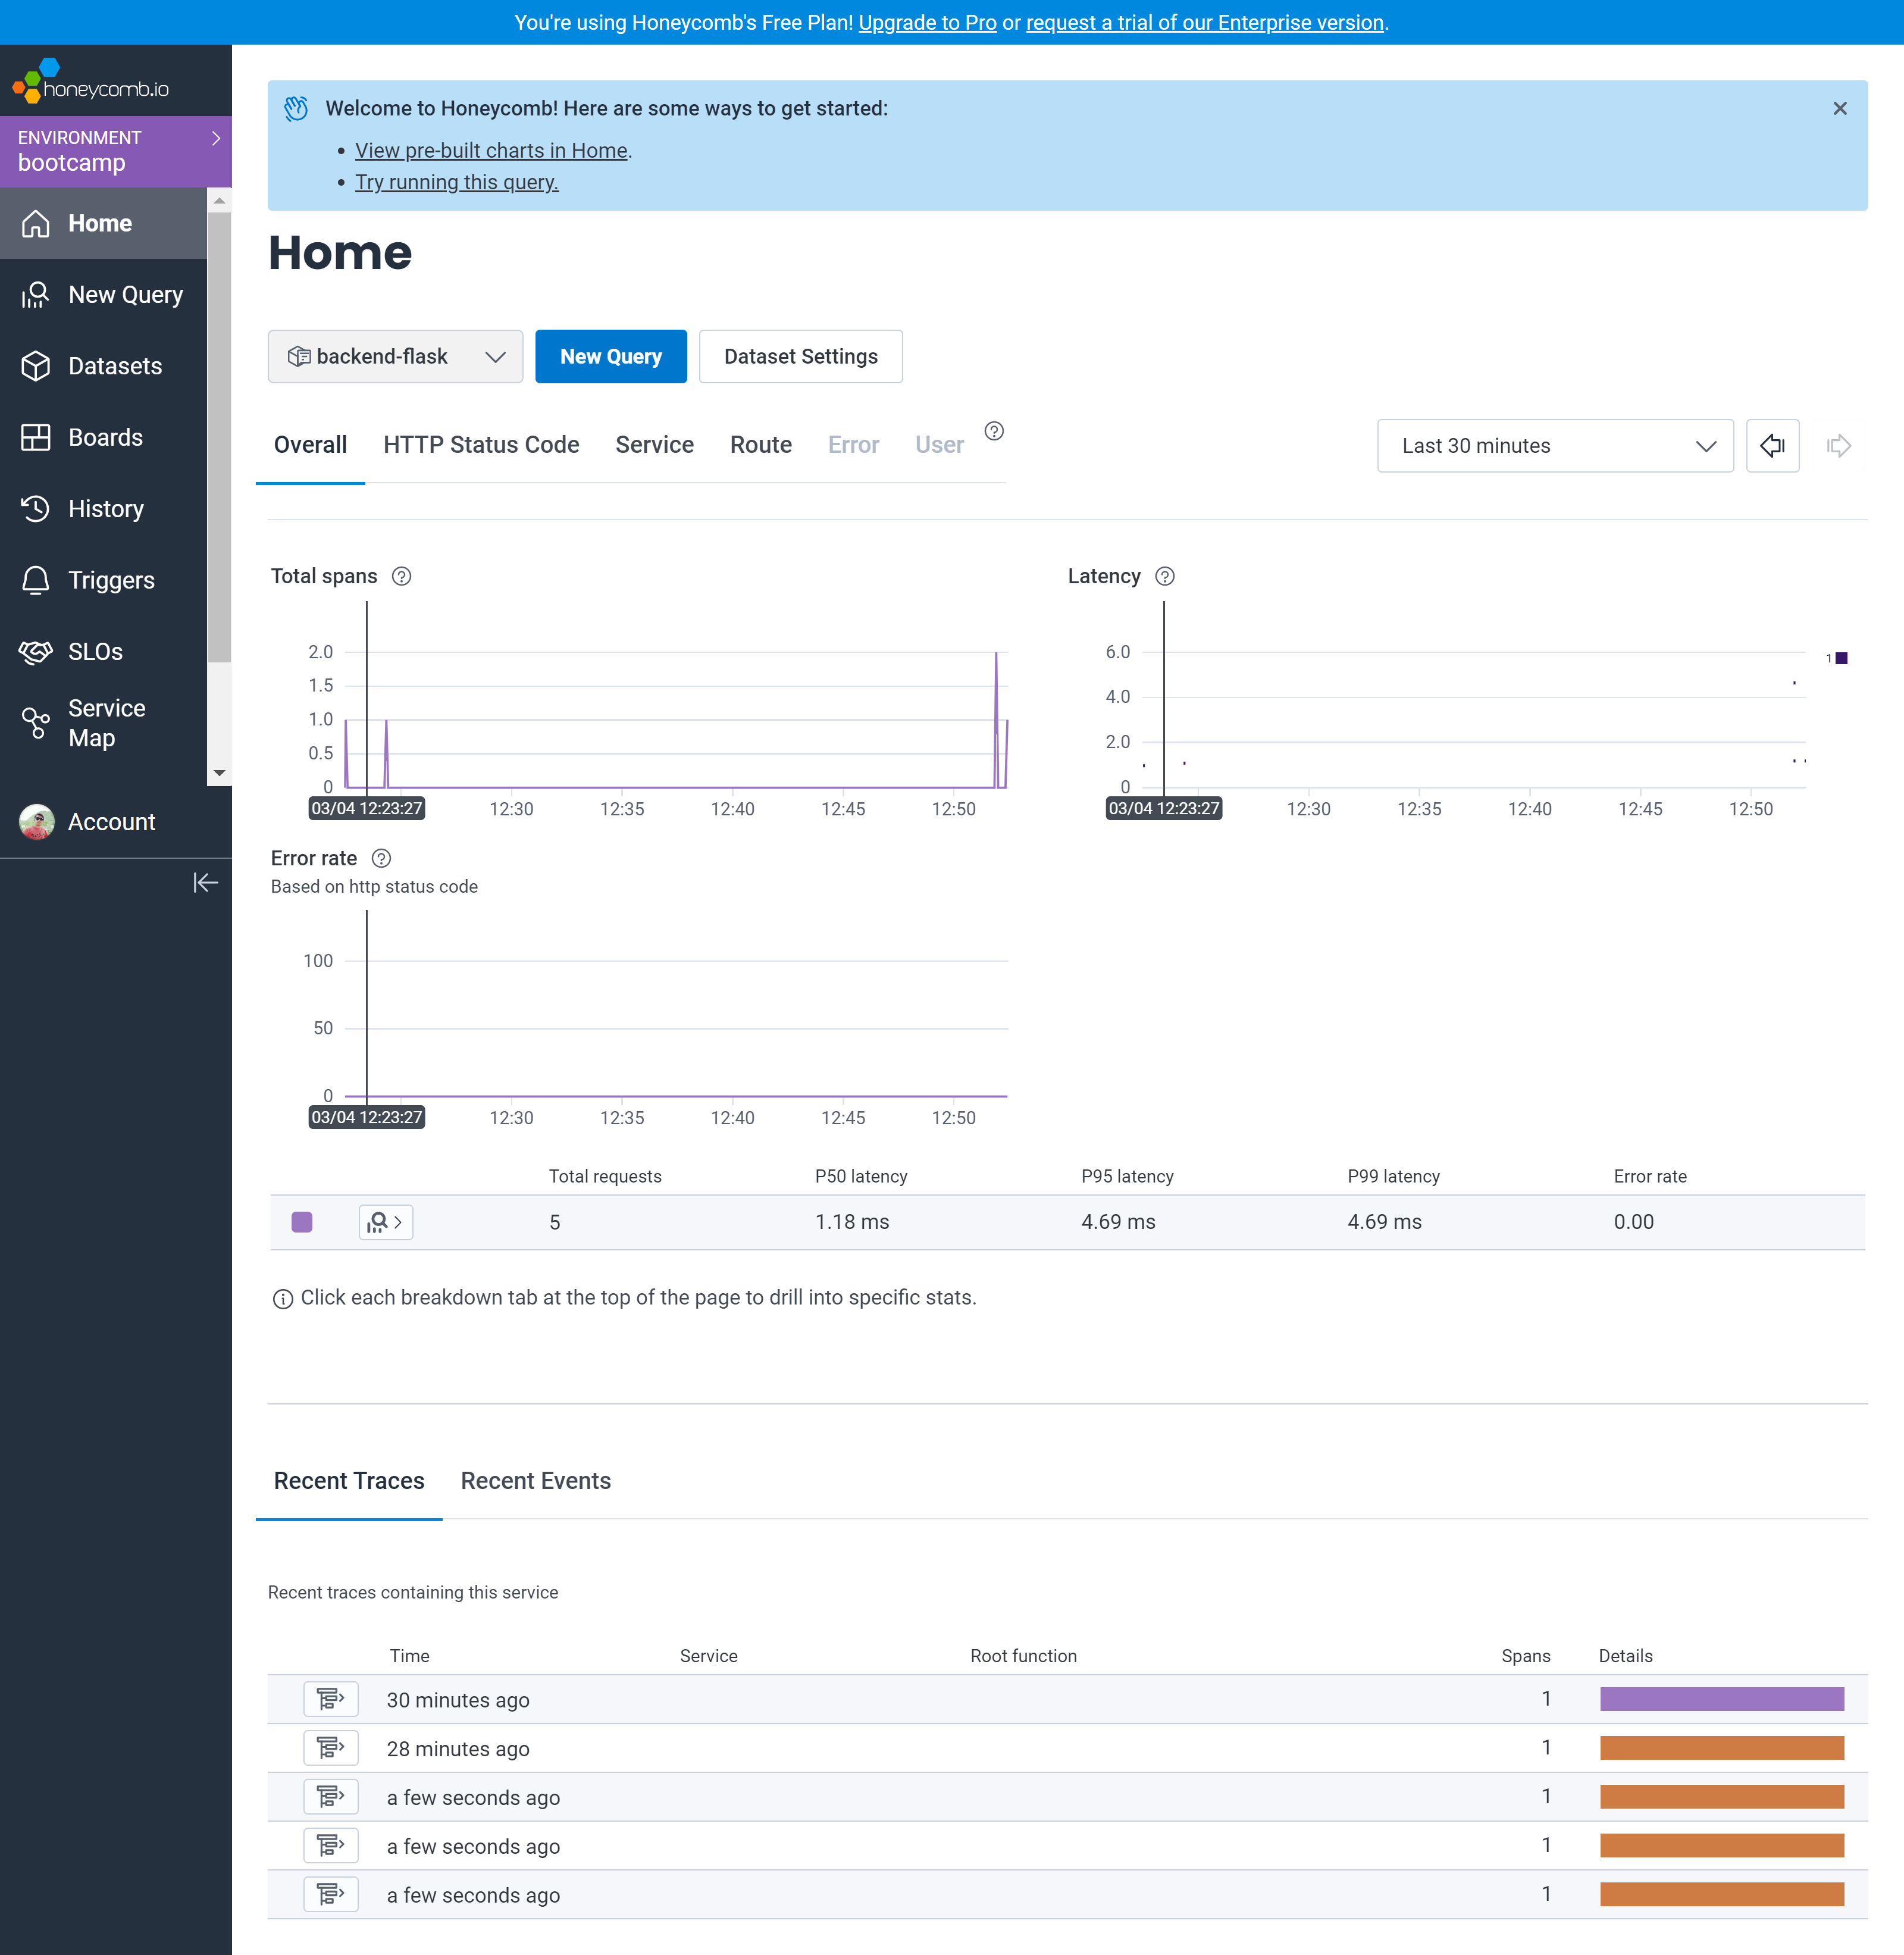 You're using Honeycomb's Free Plan! Upgrade to Pro or request a trial of our Enterprise version.
honeycomb.io
ENVIRONMENT
bootcamp
Home
New Query
Datasets
Boards
History
Triggers
SLOs
Service
Map
Account
Welcome to Honeycomb! Here are some ways to get started:
• View pre-built charts in Home.
• Try running this query.
Home
backend-flask
New Query
Dataset Settings
Overall HTTP Status Code Service Route Error User
Last 30 minutes
Total spans
2.0
1.5
1.0
0.5
0
03/04 12:23:27 12:30 12:35 12:40 12:45 12:50
Latency
6.0
4.0
2.0
0
1
03/04 12:23:27 12:30 12:35 12:40 12:45 12:50
Error rate
Based on http status code
100
50
0
03/04 12:23:27 12:30 12:35 12:40 12:45 12:50
Total requests P50 latency P95 latency P99 latency Error rate
5 1.18 ms 4.69 ms 4.69 ms 0.00
Click each breakdown tab at the top of the page to drill into specific stats.
Recent Traces Recent Events
Recent traces containing this service
Time Service Root function Spans Details
30 minutes ago 1
28 minutes ago 1
a few seconds ago 1
a few seconds ago 1
a few seconds ago 1